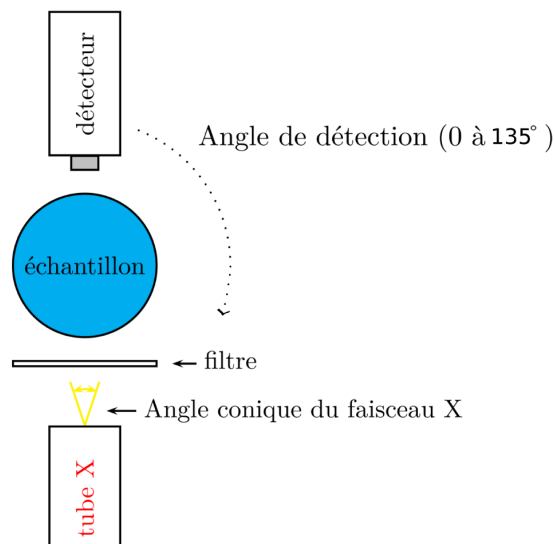 détecteur
Angle de détection (0 à 135°)
échantillon
filtre
Angle conique du faisceau X
tube X